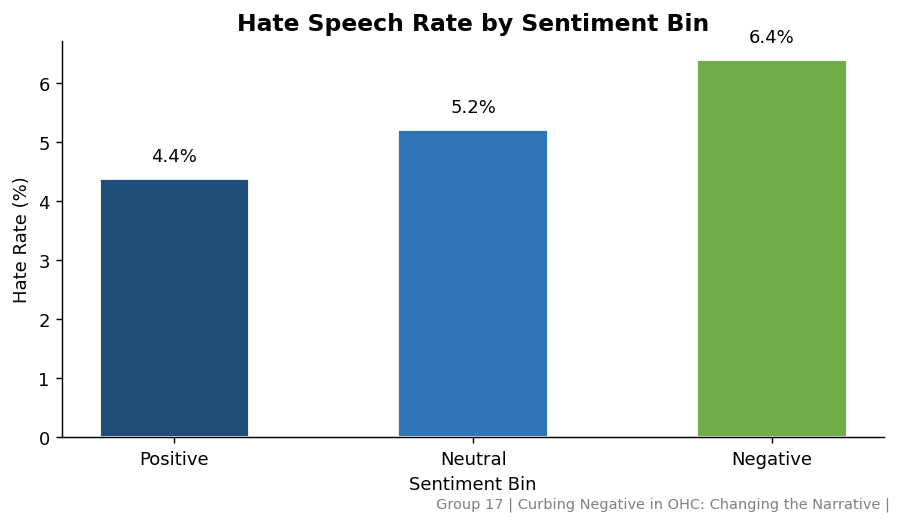 Hate Speech Rate by Sentiment Bin
6.4%
5.2%
4.4%
6
5
4
3
2
1
0
Hate Rate (%)
Positive
Neutral
Negative
Sentiment Bin
Group 17 | Curbing Negative in OHC: Changing the Narrative |